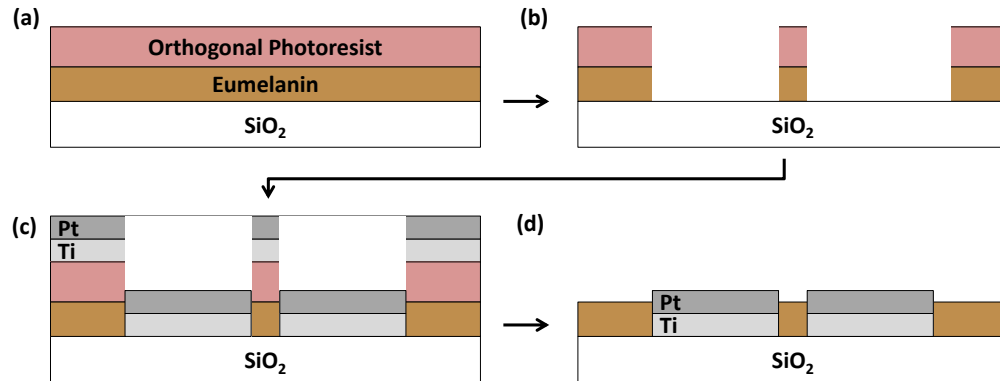 (a)
Orthogonal Photoresist
Eumelanin
SiO₂
(b)
SiO₂
(c)
Pt
Ti
SiO₂
(d)
Pt
Ti
SiO₂